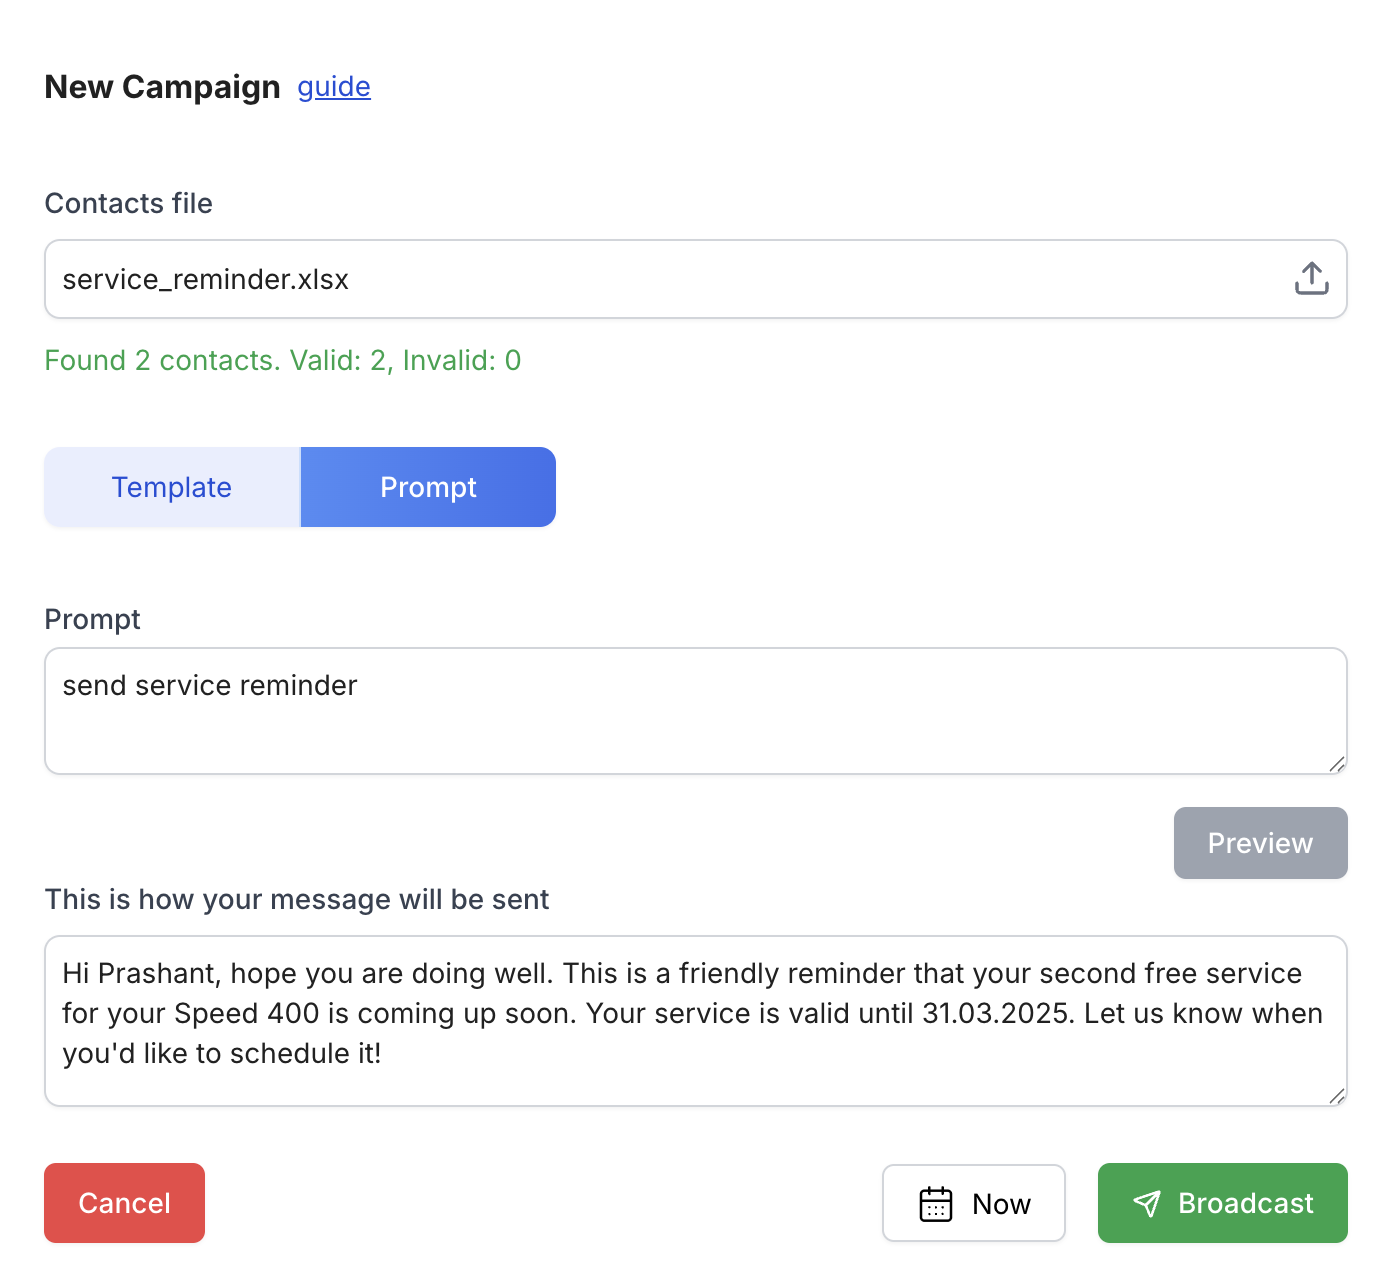 New Campaign guide
Contacts file
service_reminder.xlsx
Found 2 contacts. Valid: 2, Invalid: 0
Template Prompt
Prompt
send service reminder
Preview
This is how your message will be sent
Hi Prashant, hope you are doing well. This is a friendly reminder that your second free service
for your Speed 400 is coming up soon. Your service is valid until 31.03.2025. Let us know when
you'd like to schedule it!
Cancel Now Broadcast